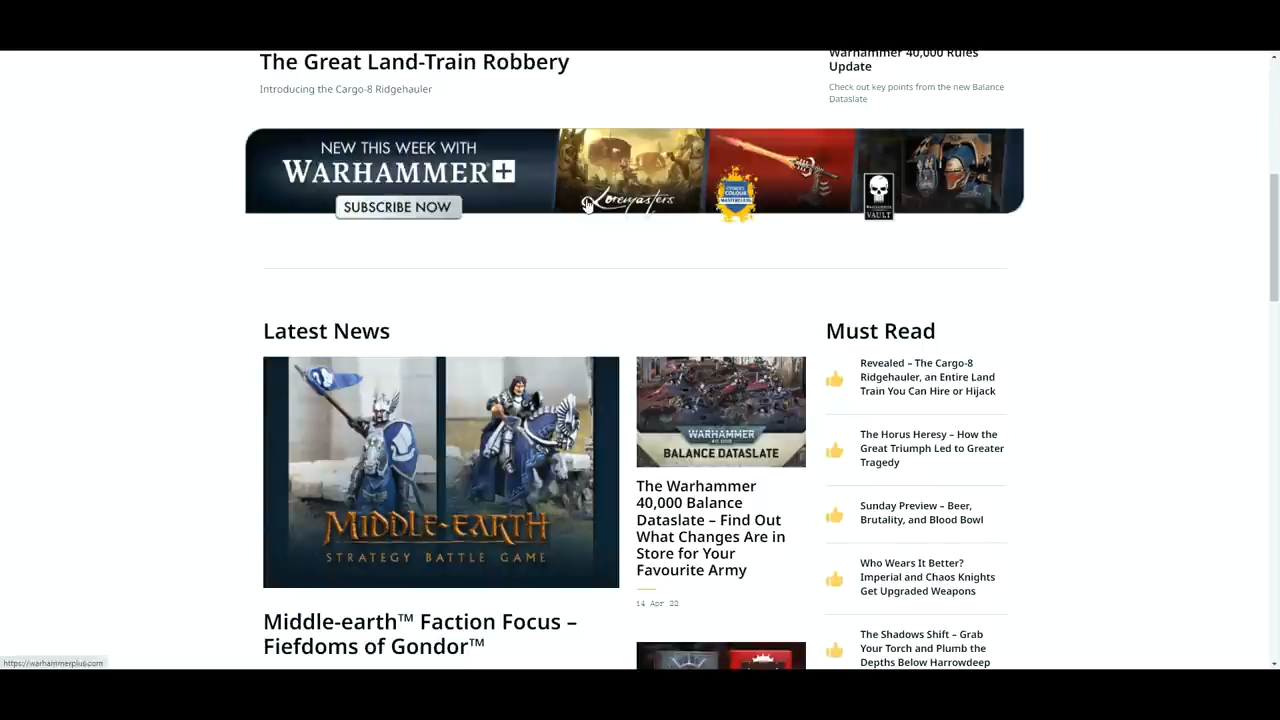 The Great Land-Train Robbery
Introducing the Cargo-8 Ridgehauler
Warhammer 40,000 Rules
Update
Check out key points from the new Balance
Dataslate
NEW THIS WEEK WITH
WARHAMMER+
SUBSCRIBE NOW
Loremasters
VAULT
Latest News
MIDDLE-EARTH
STRATEGY BATTLE GAME
Middle-earth™ Faction Focus –
Fiefdoms of Gondor™
WARHAMMER
40,000
BALANCE DATASLATE
The Warhammer
40,000 Balance
Dataslate – Find Out
What Changes Are in
Store for Your
Favourite Army
14 Apr 22
Must Read
Revealed – The Cargo-8
Ridgehauler, an Entire Land
Train You Can Hire or Hijack
The Horus Heresy – How the
Great Triumph Led to Greater
Tragedy
Sunday Preview – Beer,
Brutality, and Blood Bowl
Who Wears It Better?
Imperial and Chaos Knights
Get Upgraded Weapons
The Shadows Shift – Grab
Your Torch and Plumb the
Depths Below Harrowdeep
https://warhammerplus.com